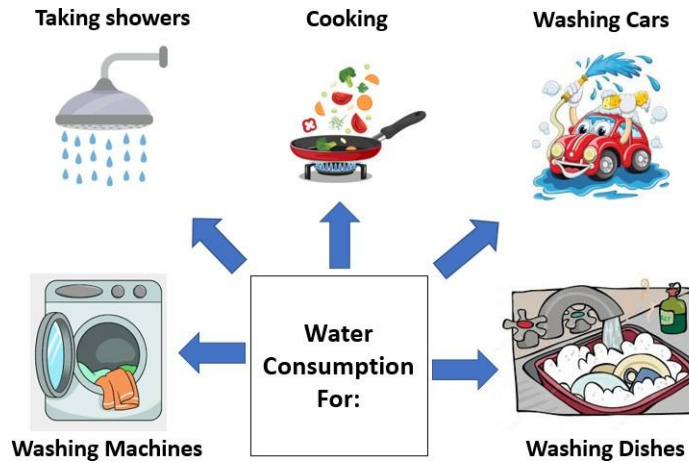 Taking showers
Cooking
Washing Cars
Water
Consumption
For:
Washing Machines
Washing Dishes